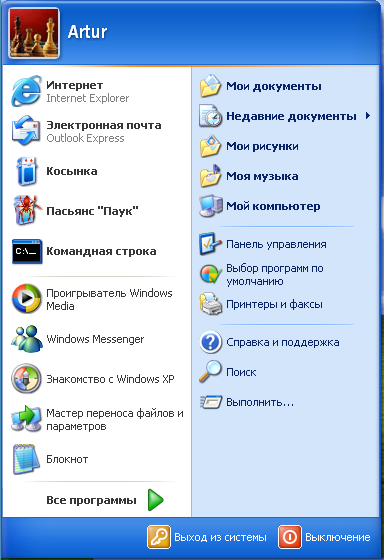 Artur
Интернет
Internet Explorer
Электронная почта
Outlook Express
Косынка
Пасьянс "Паук"
C:\_
Командная строка
Проигрыватель Windows
Media
Windows Messenger
Знакомство с Windows XP
Мастер переноса файлов и
параметров
Блокнот
Все программы
Мои документы
Недавние документы
Мои рисунки
Моя музыка
Мой компьютер
Панель управления
Выбор программ по
умолчанию
Принтеры и факсы
Справка и поддержка
Поиск
Выполнить...
Выход из системы
Выключение